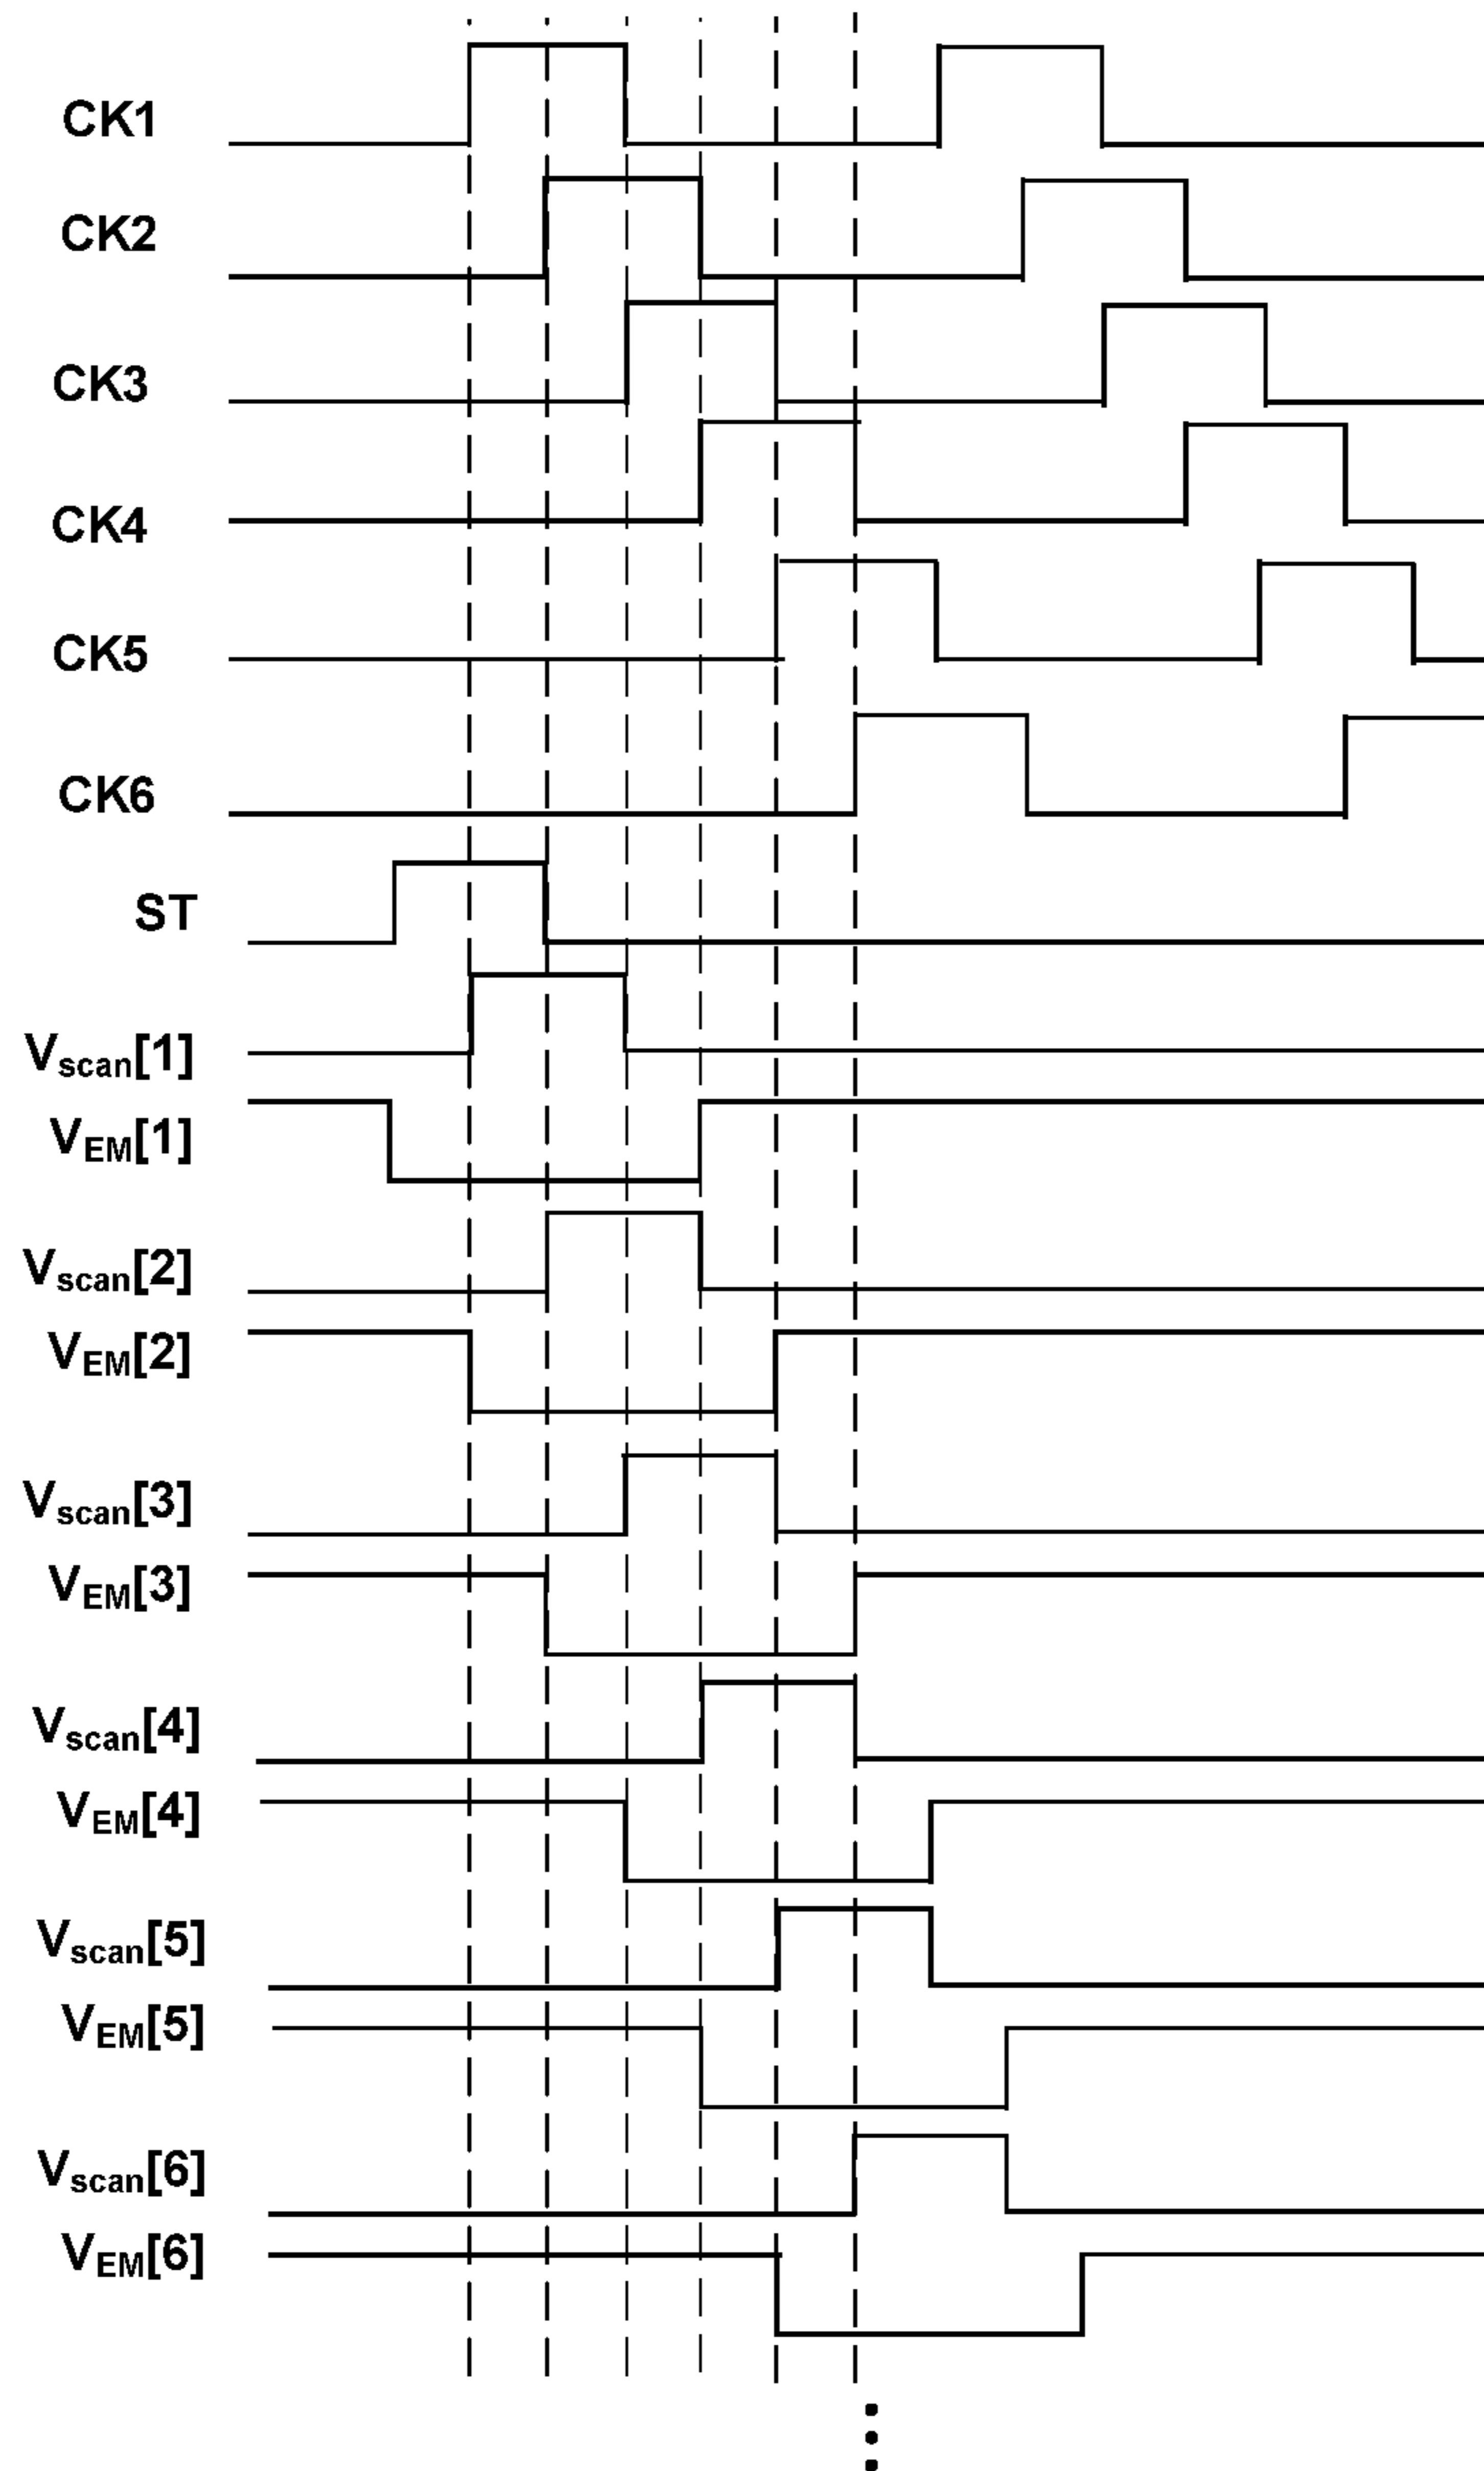 CK1
CK2
CK3
CK4
CK5
CK6
ST
Vscan[1]
VEM[1]
Vscan[2]
VEM[2]
Vscan[3]
VEM[3]
Vscan[4]
VEM[4]
Vscan[5]
VEM[5]
Vscan[6]
VEM[6]